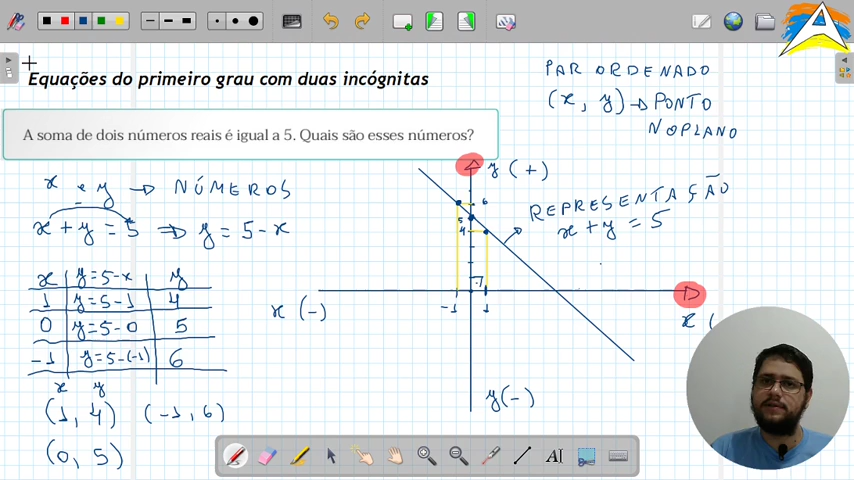 Equações do primeiro grau com duas incógnitas
A soma de dois números reais é igual a 5. Quais são esses números?
PAR ORDENADO
(x, y) → PONTO
NO PLANO
x e y → NÚMEROS
x + y = 5 ⇒ y = 5 - x
x | y = 5 - x | y
1 | y = 5 - 1 | 4
0 | y = 5 - 0 | 5
-1 | y = 5 - (-1) | 6
x y
(1, 4) (-1, 6)
(0, 5)
y (+)
6
5
4
REPRESENTAÇÃO
x + y = 5
x (-)
-1
1
x (
y (-)
A
AI